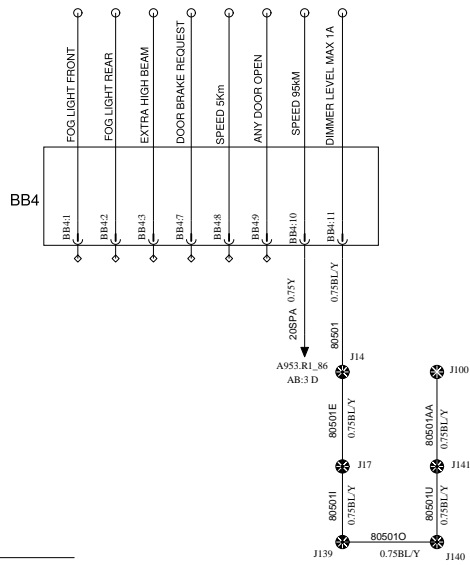 FOG LIGHT FRONT
FOG LIGHT REAR
EXTRA HIGH BEAM
DOOR BRAKE REQUEST
SPEED 5Km
ANY DOOR OPEN
SPEED 95kM
DIMMER LEVEL MAX 1A
BB4
BB4:1
BB4:2
BB4:3
BB4:7
BB4:8
BB4:9
BB4:10
BB4:11
20SPA
0.75Y
80501
0.75BL/Y
A953.R1_86
AB:3 D
J14
J100
80501E
0.75BL/Y
80501AA
0.75BL/Y
J17
J141
80501I
0.75BL/Y
80501U
0.75BL/Y
80501O
J139
0.75BL/Y
J140